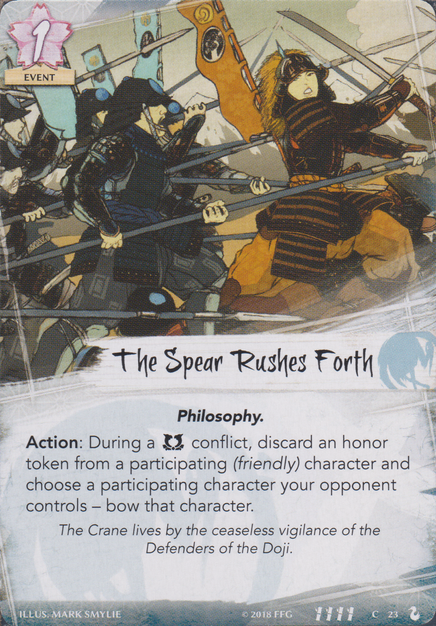 1
EVENT
The Spear Rushes Forth
Philosophy.
Action: During a conflict, discard an honor
token from a participating (friendly) character and
choose a participating character your opponent
controls – bow that character.
The Crane lives by the ceaseless vigilance of the
Defenders of the Doji.
ILLUS. MARK SMYLIE © 2018 FFG C 23